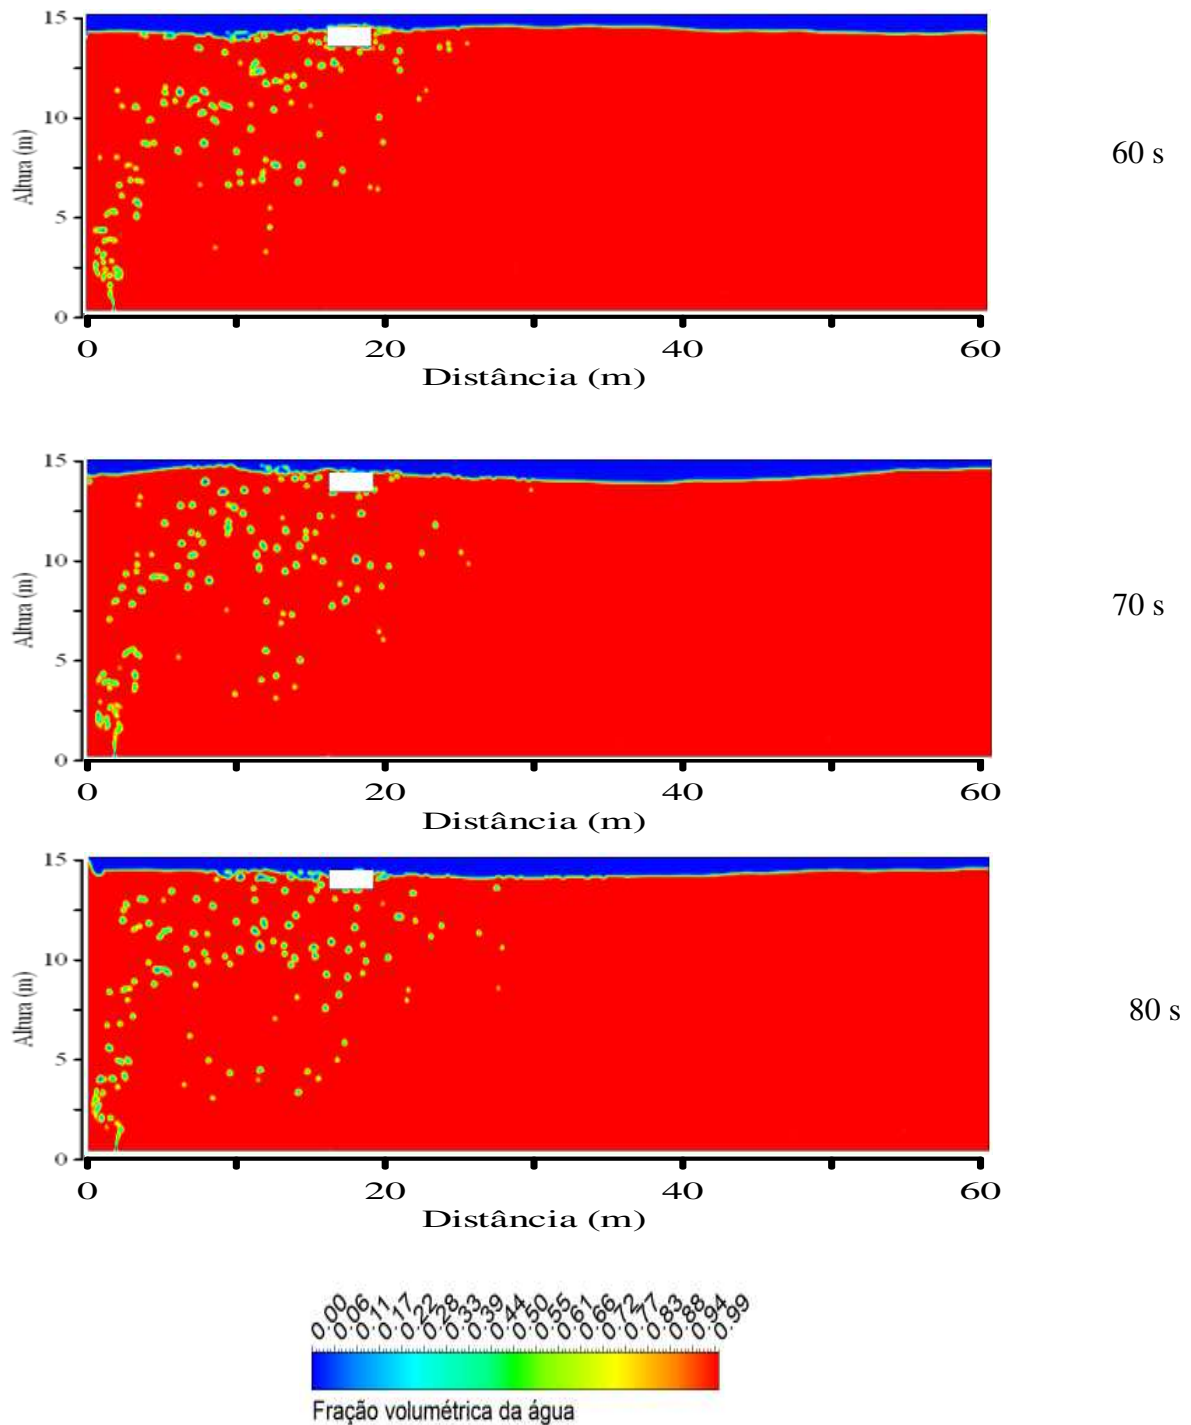 15
10
5
0
Altura (m)
0 20 40 60
Distância (m)
60 s
15
10
5
0
Altura (m)
0 20 40 60
Distância (m)
70 s
15
10
5
0
Altura (m)
0 20 40 60
Distância (m)
80 s
0.00 0.06 0.11 0.17 0.22 0.28 0.33 0.39 0.44 0.50 0.55 0.61 0.66 0.72 0.77 0.83 0.88 0.94 0.99
Fração volumétrica da água